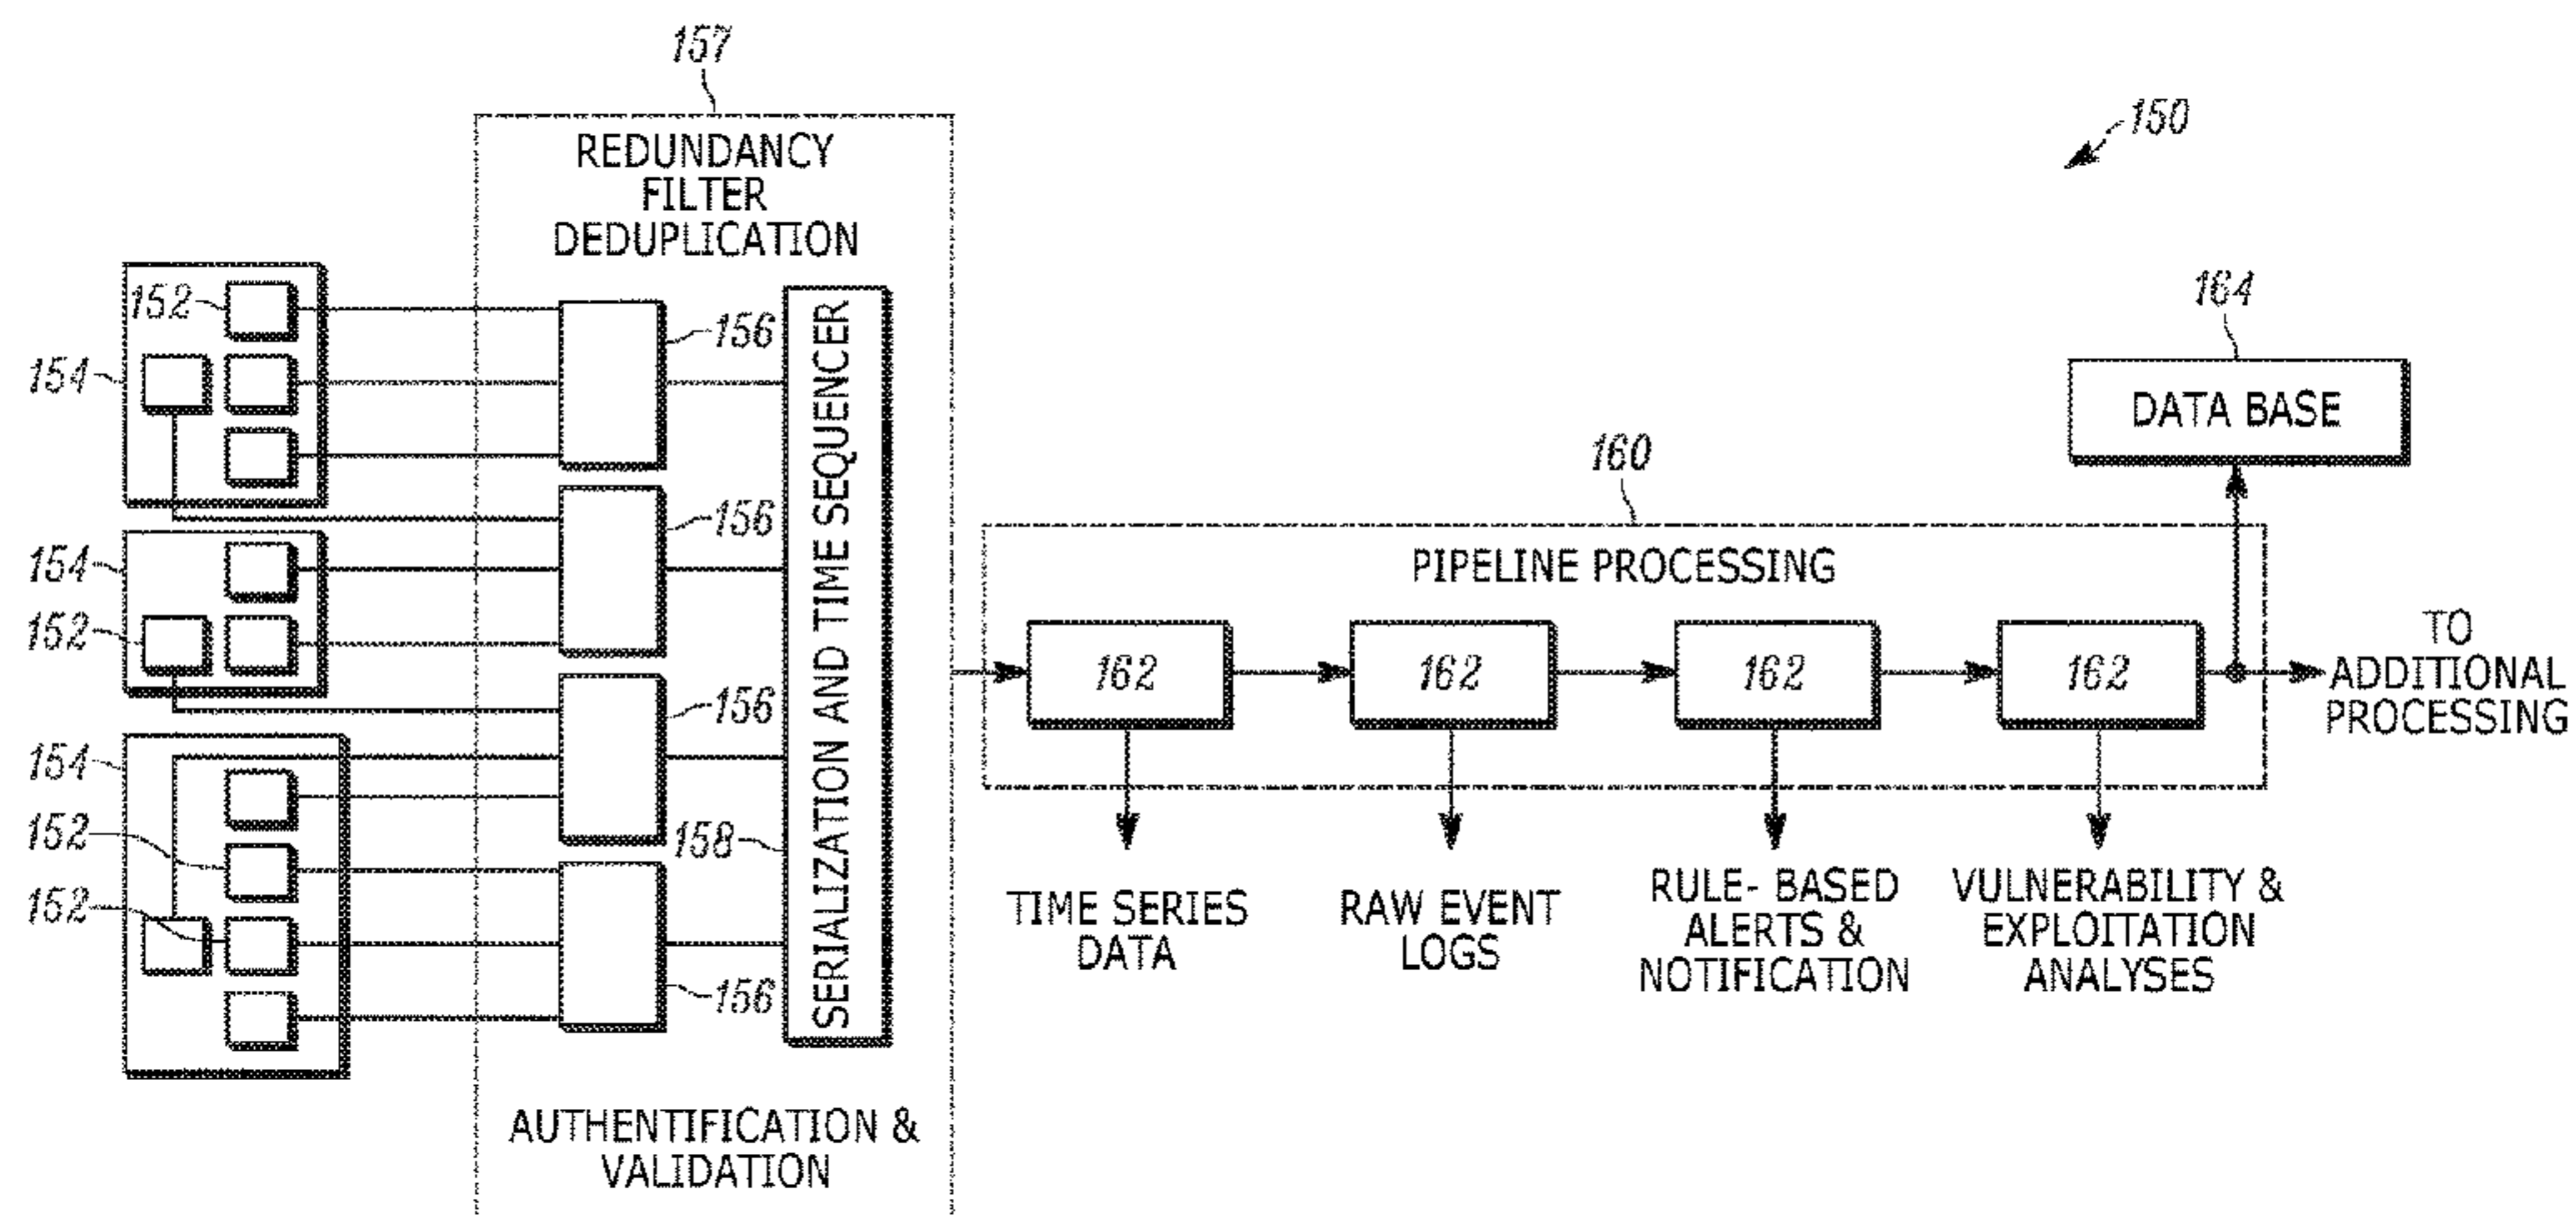 157
REDUNDANCY
FILTER
DEDUPLICATION
150
152
154
156
164
DATA BASE
160
PIPELINE PROCESSING
156
154
152
162
162
162
162
TO
ADDITIONAL
PROCESSING
156
154
152
152
158
156
SERIALIZATION AND TIME SEQUENCER
TIME SERIES
DATA
RAW EVENT
LOGS
RULE- BASED
ALERTS &
NOTIFICATION
VULNERABILITY &
EXPLOITATION
ANALYSES
AUTHENTIFICATION &
VALIDATION